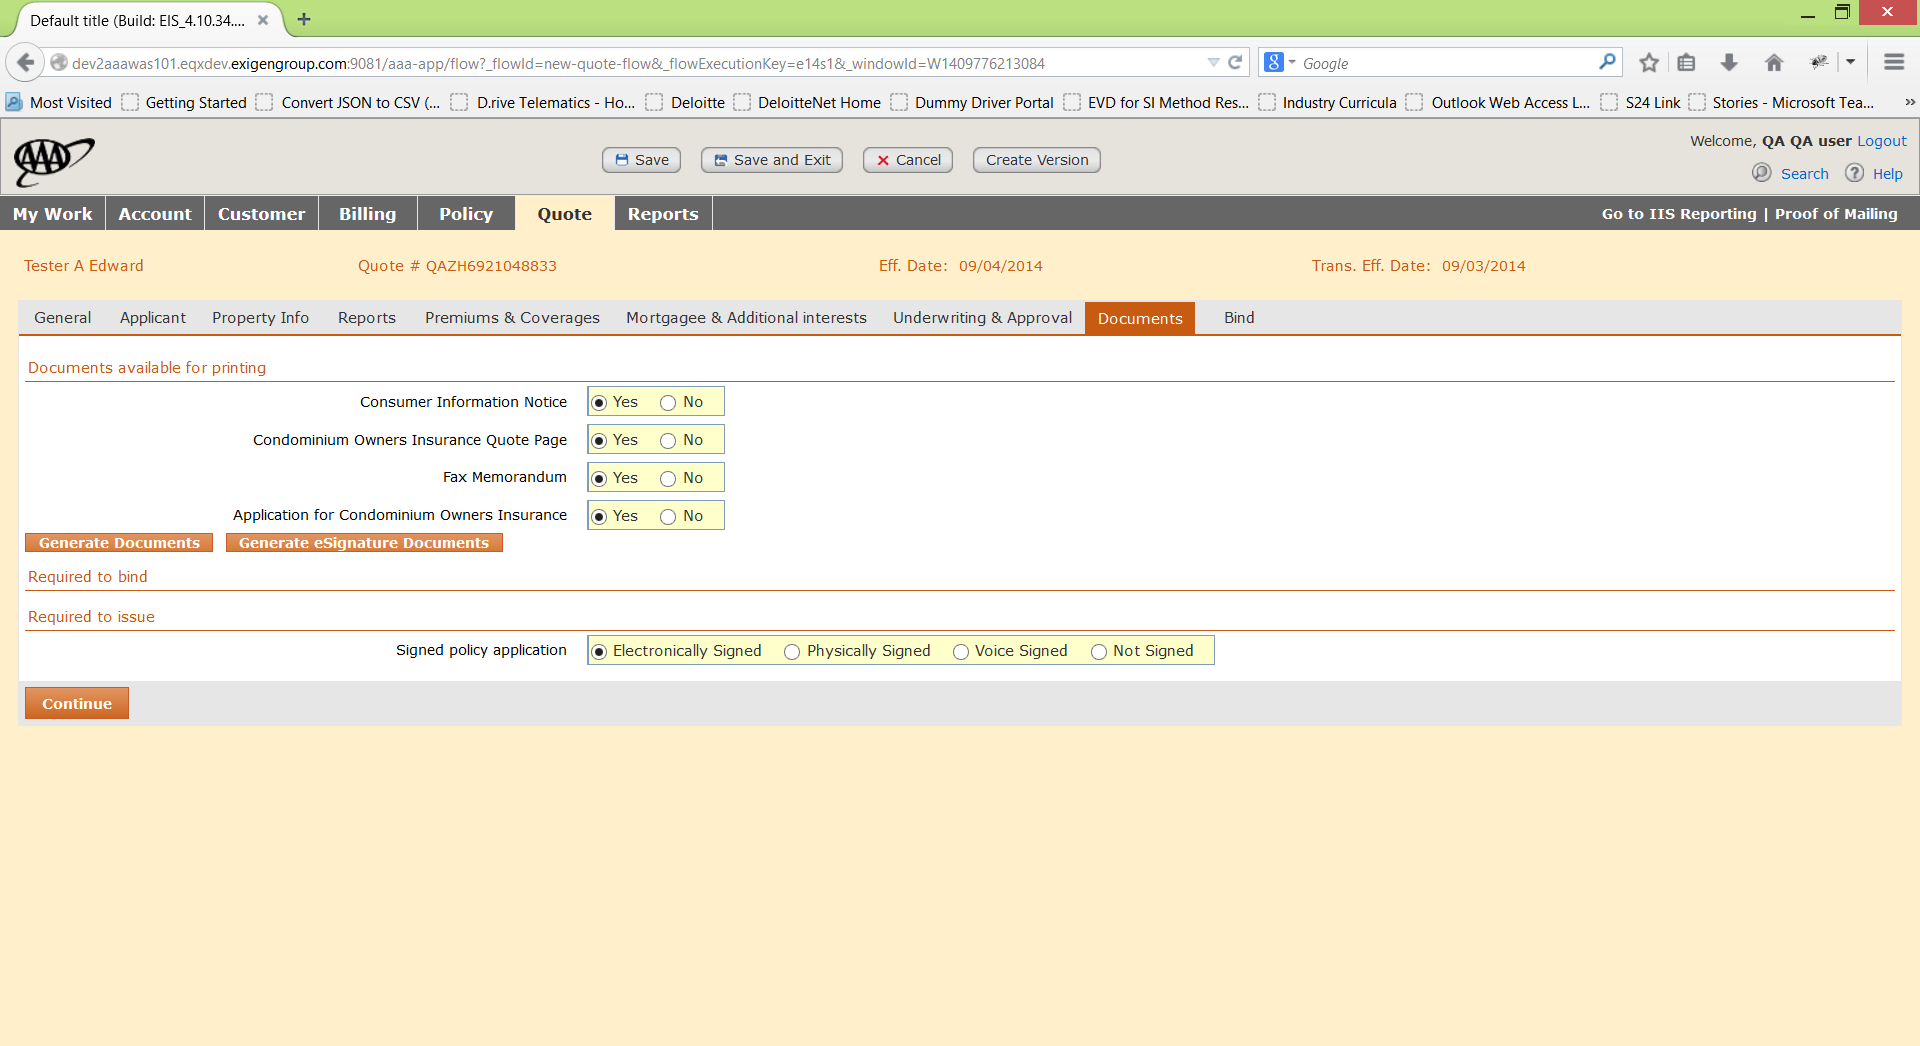 Default title (Build: EIS_4.10.34....
dev2aaawas101.eqxdev.exigengroup.com:9081/aaa-app/flow?_flowId=new-quote-flow&_flowExecutionKey=e14s1&_windowId=W1409776213084
Google
Most Visited Getting Started Convert JSON to CSV (... D.rive Telematics - Ho... Deloitte DeloitteNet Home Dummy Driver Portal EVD for SI Method Res... Industry Curricula Outlook Web Access L... S24 Link Stories - Microsoft Tea... »
AAA Save Save and Exit Cancel Create Version
Welcome, QA QA user Logout
Search Help
My Work Account Customer Billing Policy Quote Reports Go to IIS Reporting | Proof of Mailing
Tester A Edward Quote # QAZH6921048833 Eff. Date: 09/04/2014 Trans. Eff. Date: 09/03/2014
General Applicant Property Info Reports Premiums & Coverages Mortgagee & Additional interests Underwriting & Approval Documents Bind
Documents available for printing
Consumer Information Notice Yes No
Condominium Owners Insurance Quote Page Yes No
Fax Memorandum Yes No
Application for Condominium Owners Insurance Yes No
Generate Documents Generate eSignature Documents
Required to bind
Required to issue
Signed policy application Electronically Signed Physically Signed Voice Signed Not Signed
Continue